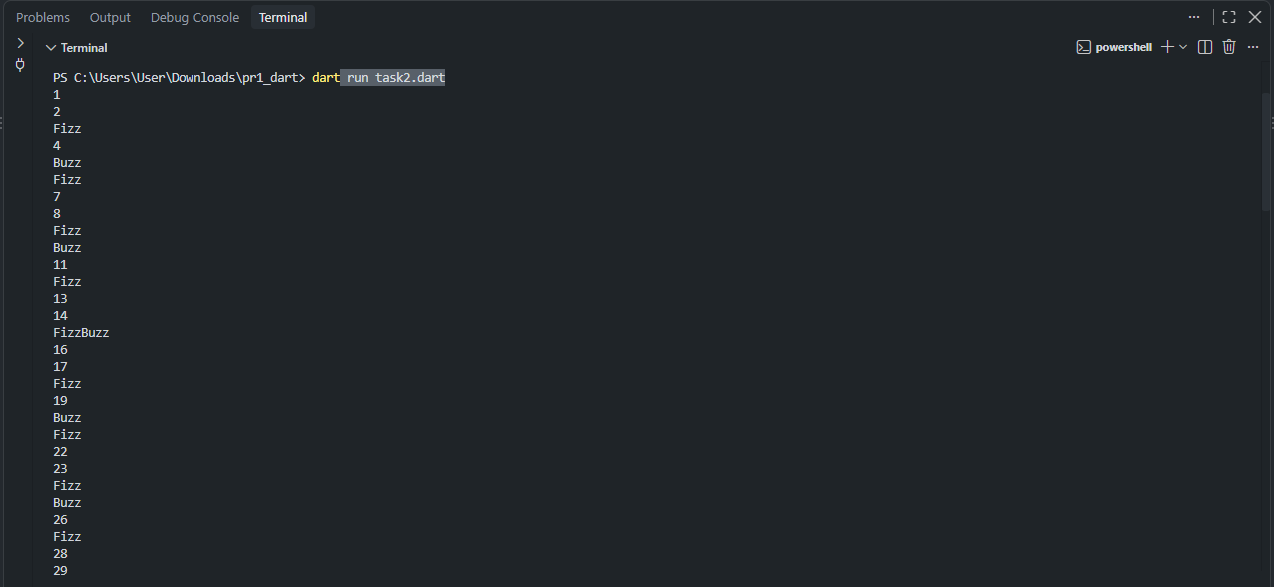 Problems Output Debug Console Terminal
Terminal powershell
PS C:\Users\User\Downloads\pr1_dart> dart run task2.dart
1
2
Fizz
4
Buzz
Fizz
7
8
Fizz
Buzz
11
Fizz
13
14
FizzBuzz
16
17
Fizz
19
Buzz
Fizz
22
23
Fizz
Buzz
26
Fizz
28
29